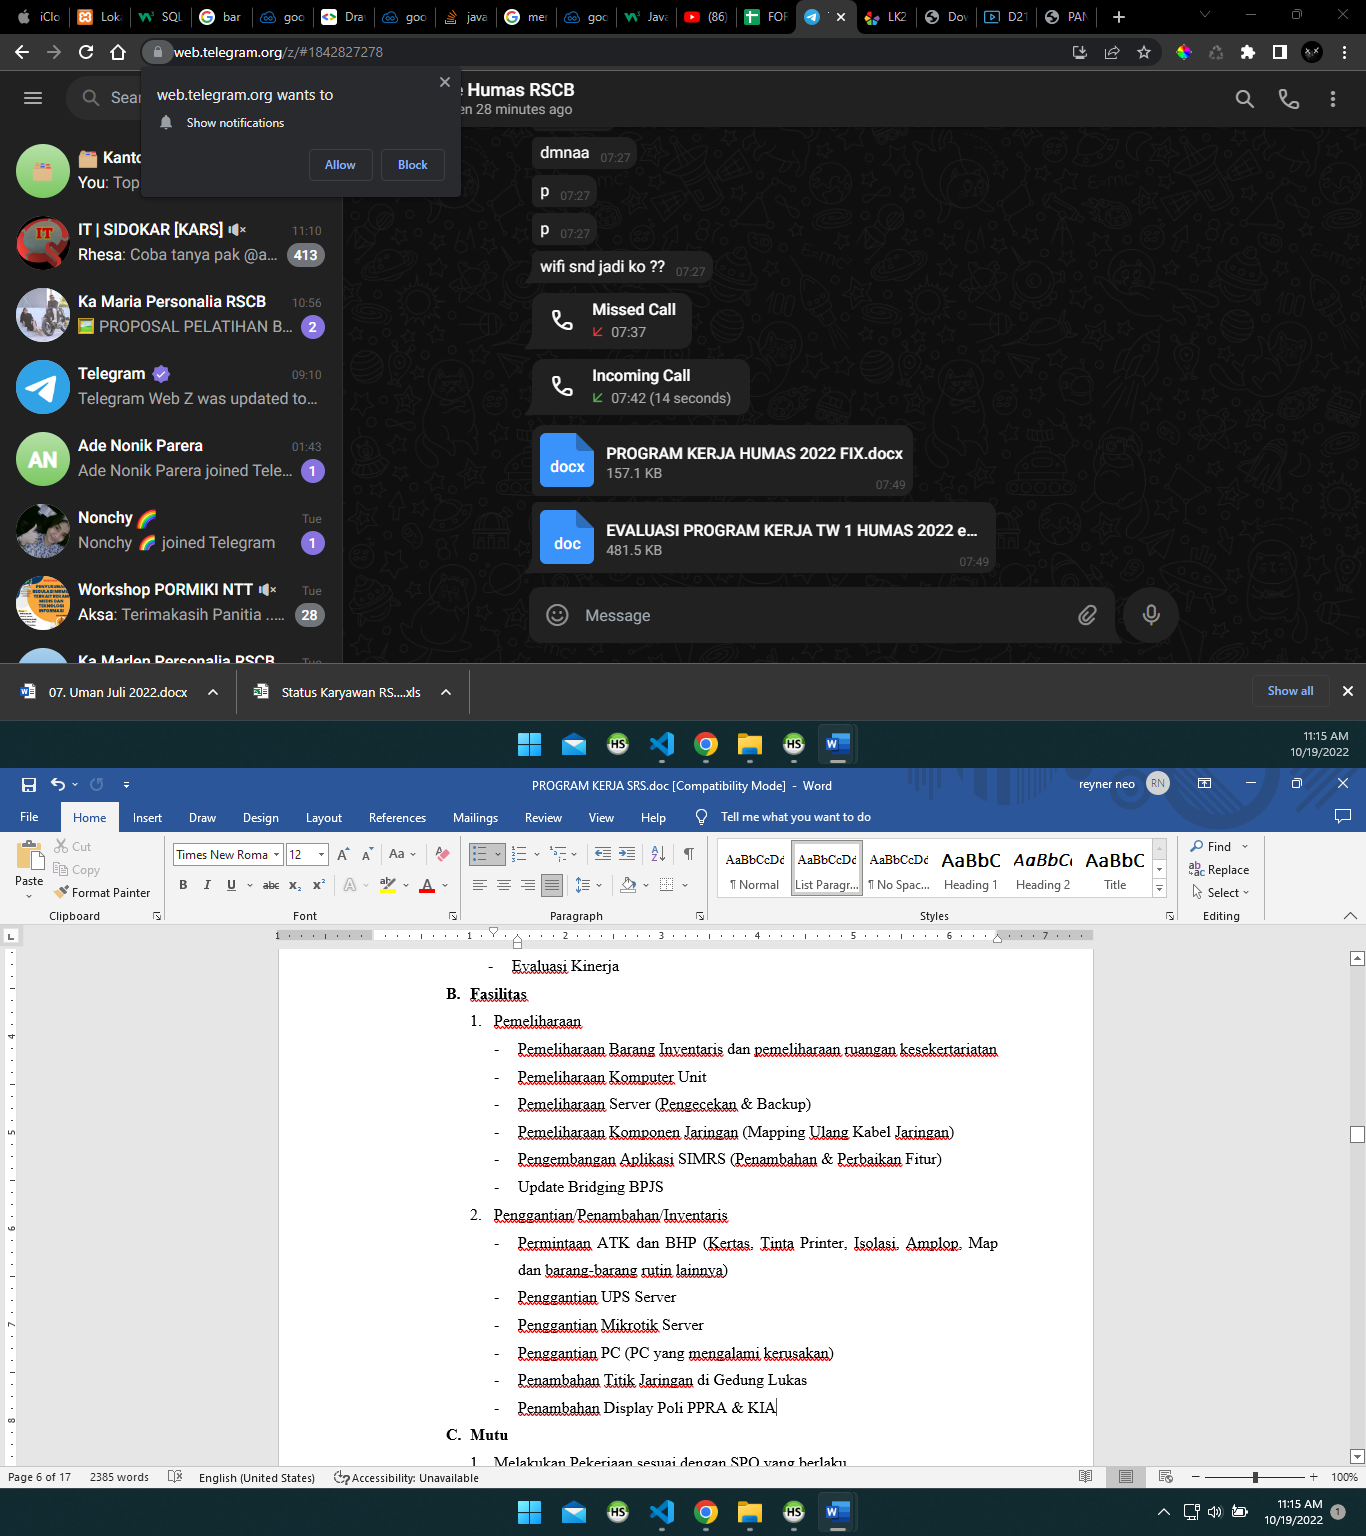 iClo
Loka
SQL
bar
goo
Dra
goo
java
mer
goo
Java
(86)
FOR
LK2
Dow
D21
PAN
web.telegram.org/z/#1842827278
web.telegram.org wants to
Show notifications
Allow
Block
Sear
e Humas RSCB
en 28 minutes ago
Kanto
You: Top
IT | SIDOKAR [KARS]
11:10
Rhesa: Coba tanya pak @a...
413
Ka Maria Personalia RSCB
10:56
PROPOSAL PELATIHAN B...
2
Telegram
09:10
Telegram Web Z was updated to...
AN
Ade Nonik Parera
01:43
Ade Nonik Parera joined Tele...
1
Nonchy
Tue
Nonchy joined Telegram
1
Workshop PORMIKI NTT
Tue
Aksa: Terimakasih Panitia .....
28
Ka Marlen Personalia RSCB
Tue
dmnaa 07:27
p 07:27
p 07:27
wifi snd jadi ko ?? 07:27
Missed Call
07:37
Incoming Call
07:42 (14 seconds)
docx
PROGRAM KERJA HUMAS 2022 FIX.docx
157.1 KB
07:49
doc
EVALUASI PROGRAM KERJA TW 1 HUMAS 2022 e...
481.5 KB
07:49
Message
07. Uman Juli 2022.docx
Status Karyawan RS....xls
Show all
HS
HS
11:15 AM
10/19/2022
PROGRAM KERJA SRS.doc [Compatibility Mode] - Word
reyner neo
RN
File
Home
Insert
Draw
Design
Layout
References
Mailings
Review
View
Help
Tell me what you want to do
Paste
Cut
Copy
Format Painter
Clipboard
Times New Roma
12
Font
Paragraph
AaBbCcDd
¶ Normal
AaBbCcDd
List Paragr...
AaBbCcDd
¶ No Spac...
AaBbC
Heading 1
AaBbCc
Heading 2
AaBbC
Title
Styles
Find
Replace
Select
Editing
1 1 2 3 4 5 6 7
- Evaluasi Kinerja
B. Fasilitas
1. Pemeliharaan
- Pemeliharaan Barang Inventaris dan pemeliharaan ruangan kesekertariatan
- Pemeliharaan Komputer Unit
- Pemeliharaan Server (Pengecekan & Backup)
- Pemeliharaan Komponen Jaringan (Mapping Ulang Kabel Jaringan)
- Pengembangan Aplikasi SIMRS (Penambahan & Perbaikan Fitur)
- Update Bridging BPJS
2. Penggantian/Penambahan/Inventaris
- Permintaan ATK dan BHP (Kertas, Tinta Printer, Isolasi, Amplop, Map
dan barang-barang rutin lainnya)
- Penggantian UPS Server
- Penggantian Mikrotik Server
- Penggantian PC (PC yang mengalami kerusakan)
- Penambahan Titik Jaringan di Gedung Lukas
- Penambahan Display Poli PPRA & KIA
C. Mutu
1. Melakukan Pekerjaan sesuai dengan SPO yang berlaku
Page 6 of 17
2385 words
English (United States)
Accessibility: Unavailable
100%
HS
HS
11:15 AM
10/19/2022
1